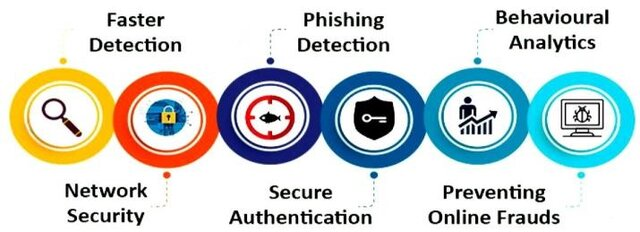 Faster
Detection
Phishing
Detection
Behavioural
Analytics
Network
Security
Secure
Authentication
Preventing
Online Frauds